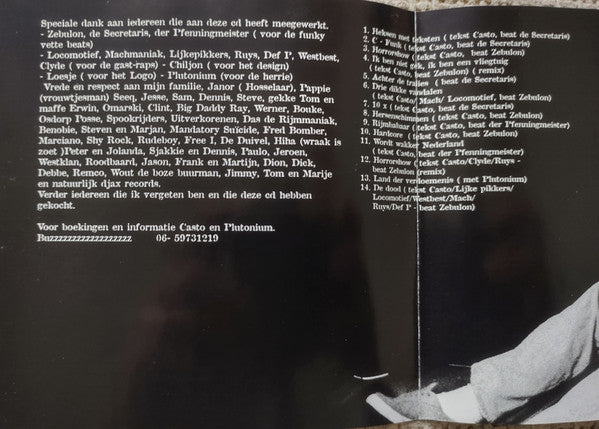 Speciale dank aan iedereen die aan deze cd heeft meegewerkt.
- Zebulon, de Secretaris, der Pfenningmeister ( voor de funky
vette beats)
- Locomotief, Machmaniak, Lijkepikkers, Ruys, Def P, Westbest,
Clyde ( voor de gast-raps) - Chiljon ( voor het design)
- Loesje ( voor het Logo) - Plutonium (voor de herrie)
Vrede en respect aan mijn familie, Janor ( Hosselaar), Pappie
(vrouwtjesman) Seeq, Jesse, Sam, Dennis, Steve, gekke Tom en
maffe Erwin, Omarski, Clint, Big Daddy Ray, Werner, Bouke,
Osdorp Posse, Spookrijders, Uitverkorenen, Das de Rijmmaniak,
Benobie, Steven en Marjan, Mandatory Suïcide, Fred Bomber,
Marciano, Shy Rock, Rudeboy, Free I, De Duivel, Hiha (wraak is
zoet )Peter en Jolanda, Sjakkie en Dennis, Paulo, Jeroen,
Westklan, Roodbaard, Jason, Frank en Martijn, Dion, Dick,
Debbe, Remco, Wout de boze buurman, Jimmy, Tom en Marije
en natuurlijk djax records.
Verder iedereen die ik vergeten ben en die deze cd hebben
gekocht.
Voor boekingen en informatie Casto en Plutonium.
Buzzzzzzzzzzzzzzzzzzz 06- 59731219
1. Heksen met teksten ( tekst Casto, beat de Secretaris)
2. C - Funk ( tekst Casto, beat de Secretaris)
3. Horrorshow ( tekst Casto, beat Zebulon)
4. Ik ben niet gek, ik ben een vliegtuig
( tekst Casto, beat Zebulon) ( remix)
5. Achter de tralies ( beat de Secretaris)
6. Drie dikke vandalen
( tekst Casto/ Mach/ Locomotief, beat Zebulon)
7. 10 x ( tekst Casto, beat de Secretaris)
8. Hersenschimmen ( tekst Casto, beat Zebulon)
9. Rijnbabar ( tekst Casto, beat der Pfenningmeister)
10. Hardcore ( tekst Casto, beat Zebulon)
11. Wordt wakker Nederland
( tekst Casto, beat der Pfenningmeister)
12. Horrorshow ( tekst Casto/Clyde/Ruys -
beat Zebulon (remix)
13. Land der verdoemenis ( met Plutonium)
14. De dood ( tekst Casto/Lijke pikkers/
Locomotief/Westbest/Mach/
Ruys/Def P - beat Zebulon)